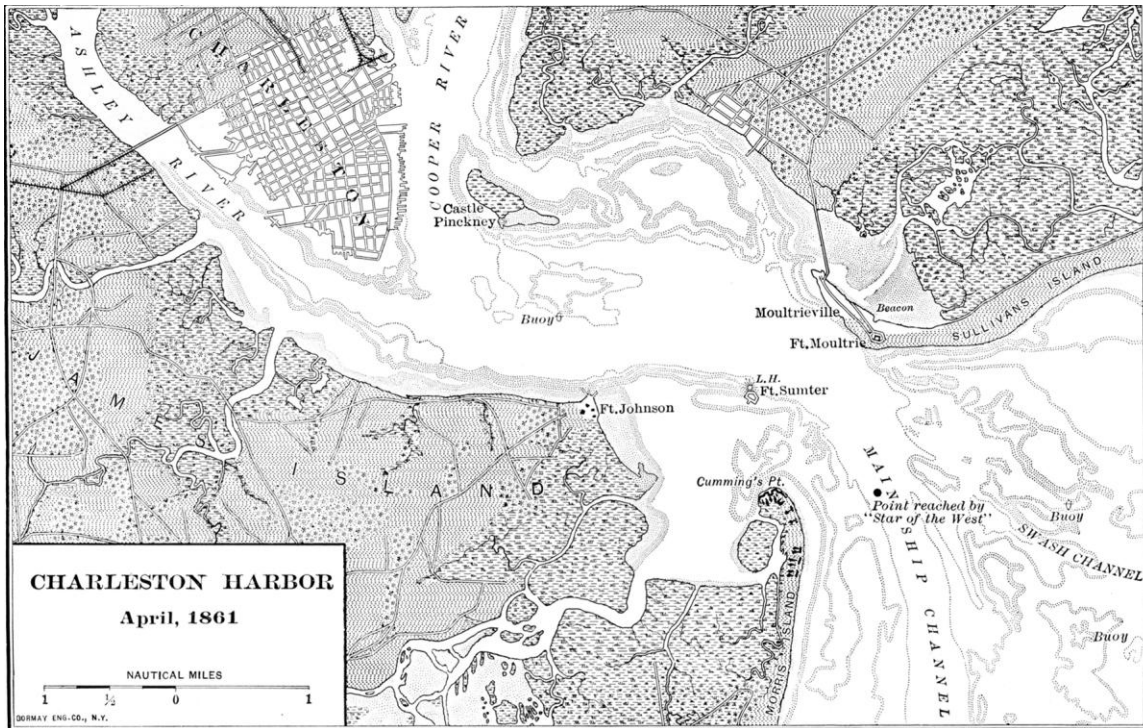 ASHLEY RIVER
CHARLESTON
COOPER RIVER
Castle
Pinckney
Buoy
Moultrieville
Beacon
SULLIVANS ISLAND
Ft. Moultrie
L.H.
Ft. Sumter
Ft. Johnson
JAMES ISLAND
Cumming's Pt.
MAIN SHIP CHANNEL
Point reached by
"Star of the West"
Buoy
SWASH CHANNEL
Buoy
MORRIS ISLAND
CHARLESTON HARBOR
April, 1861
NAUTICAL MILES
1 ½ 0 1
DORMAY ENG. CO., N.Y.